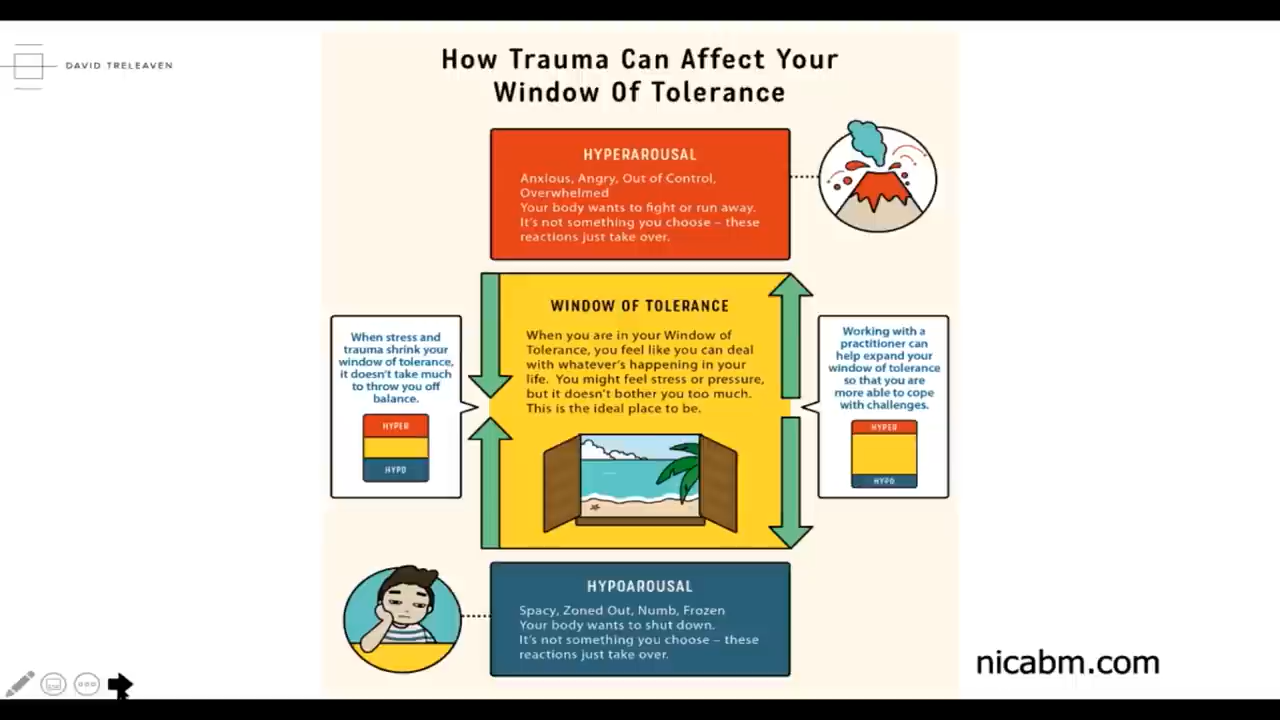 DAVID TRELEAVEN
How Trauma Can Affect Your
Window Of Tolerance
HYPERAROUSAL
Anxious, Angry, Out of Control,
Overwhelmed
Your body wants to fight or run away.
It's not something you choose – these
reactions just take over.
When stress and
trauma shrink your
window of tolerance,
it doesn't take much
to throw you off
balance.
HYPER
HYPO
WINDOW OF TOLERANCE
When you are in your Window of
Tolerance, you feel like you can deal
with whatever's happening in your
life. You might feel stress or pressure,
but it doesn't bother you too much.
This is the ideal place to be.
Working with a
practitioner can
help expand your
window of tolerance
so that you are
more able to cope
with challenges.
HYPER
HYPO
HYPOAROUSAL
Spacy, Zoned Out, Numb, Frozen
Your body wants to shut down.
It's not something you choose – these
reactions just take over.
nicabm.com